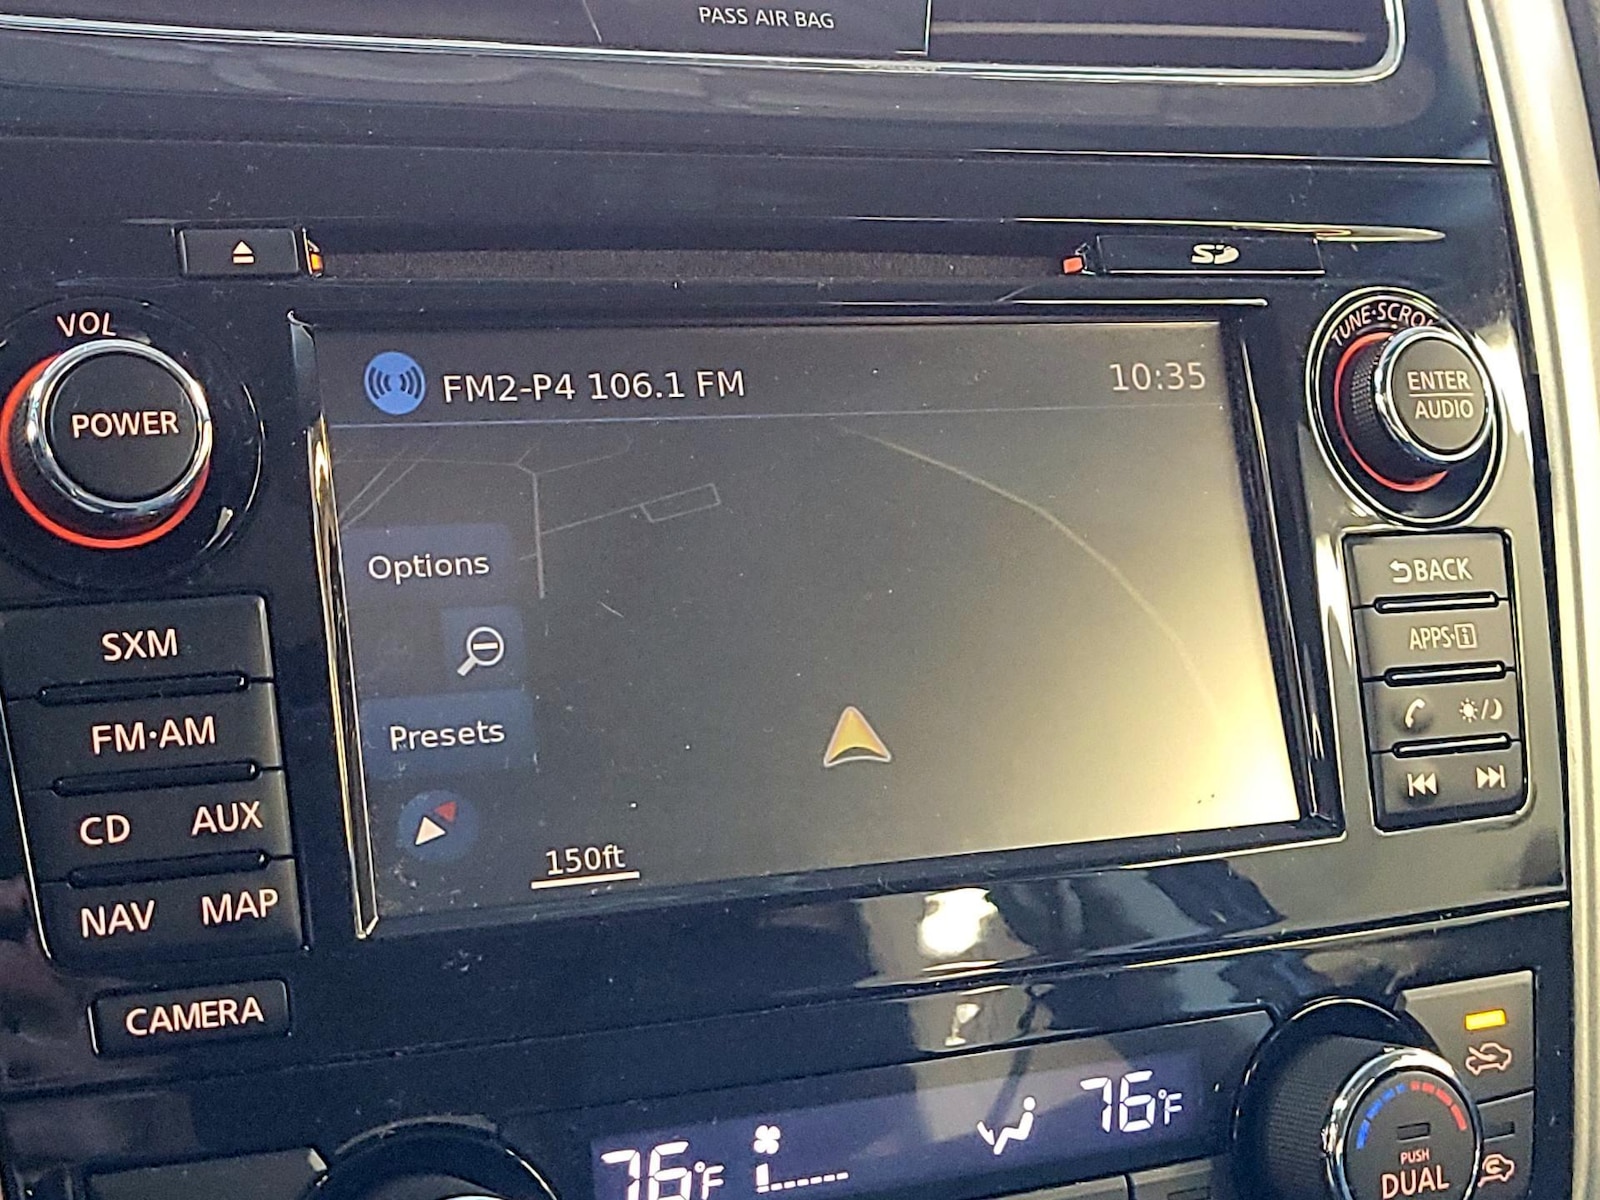 PASS AIR BAG
SD
VOL
POWER
TUNE·SCROLL
ENTER
AUDIO
FM2-P4 106.1 FM
10:35
Options
Presets
150ft
SXM
FM·AM
CD AUX
NAV MAP
CAMERA
BACK
APPS·i
76°F
76°F
PUSH
DUAL